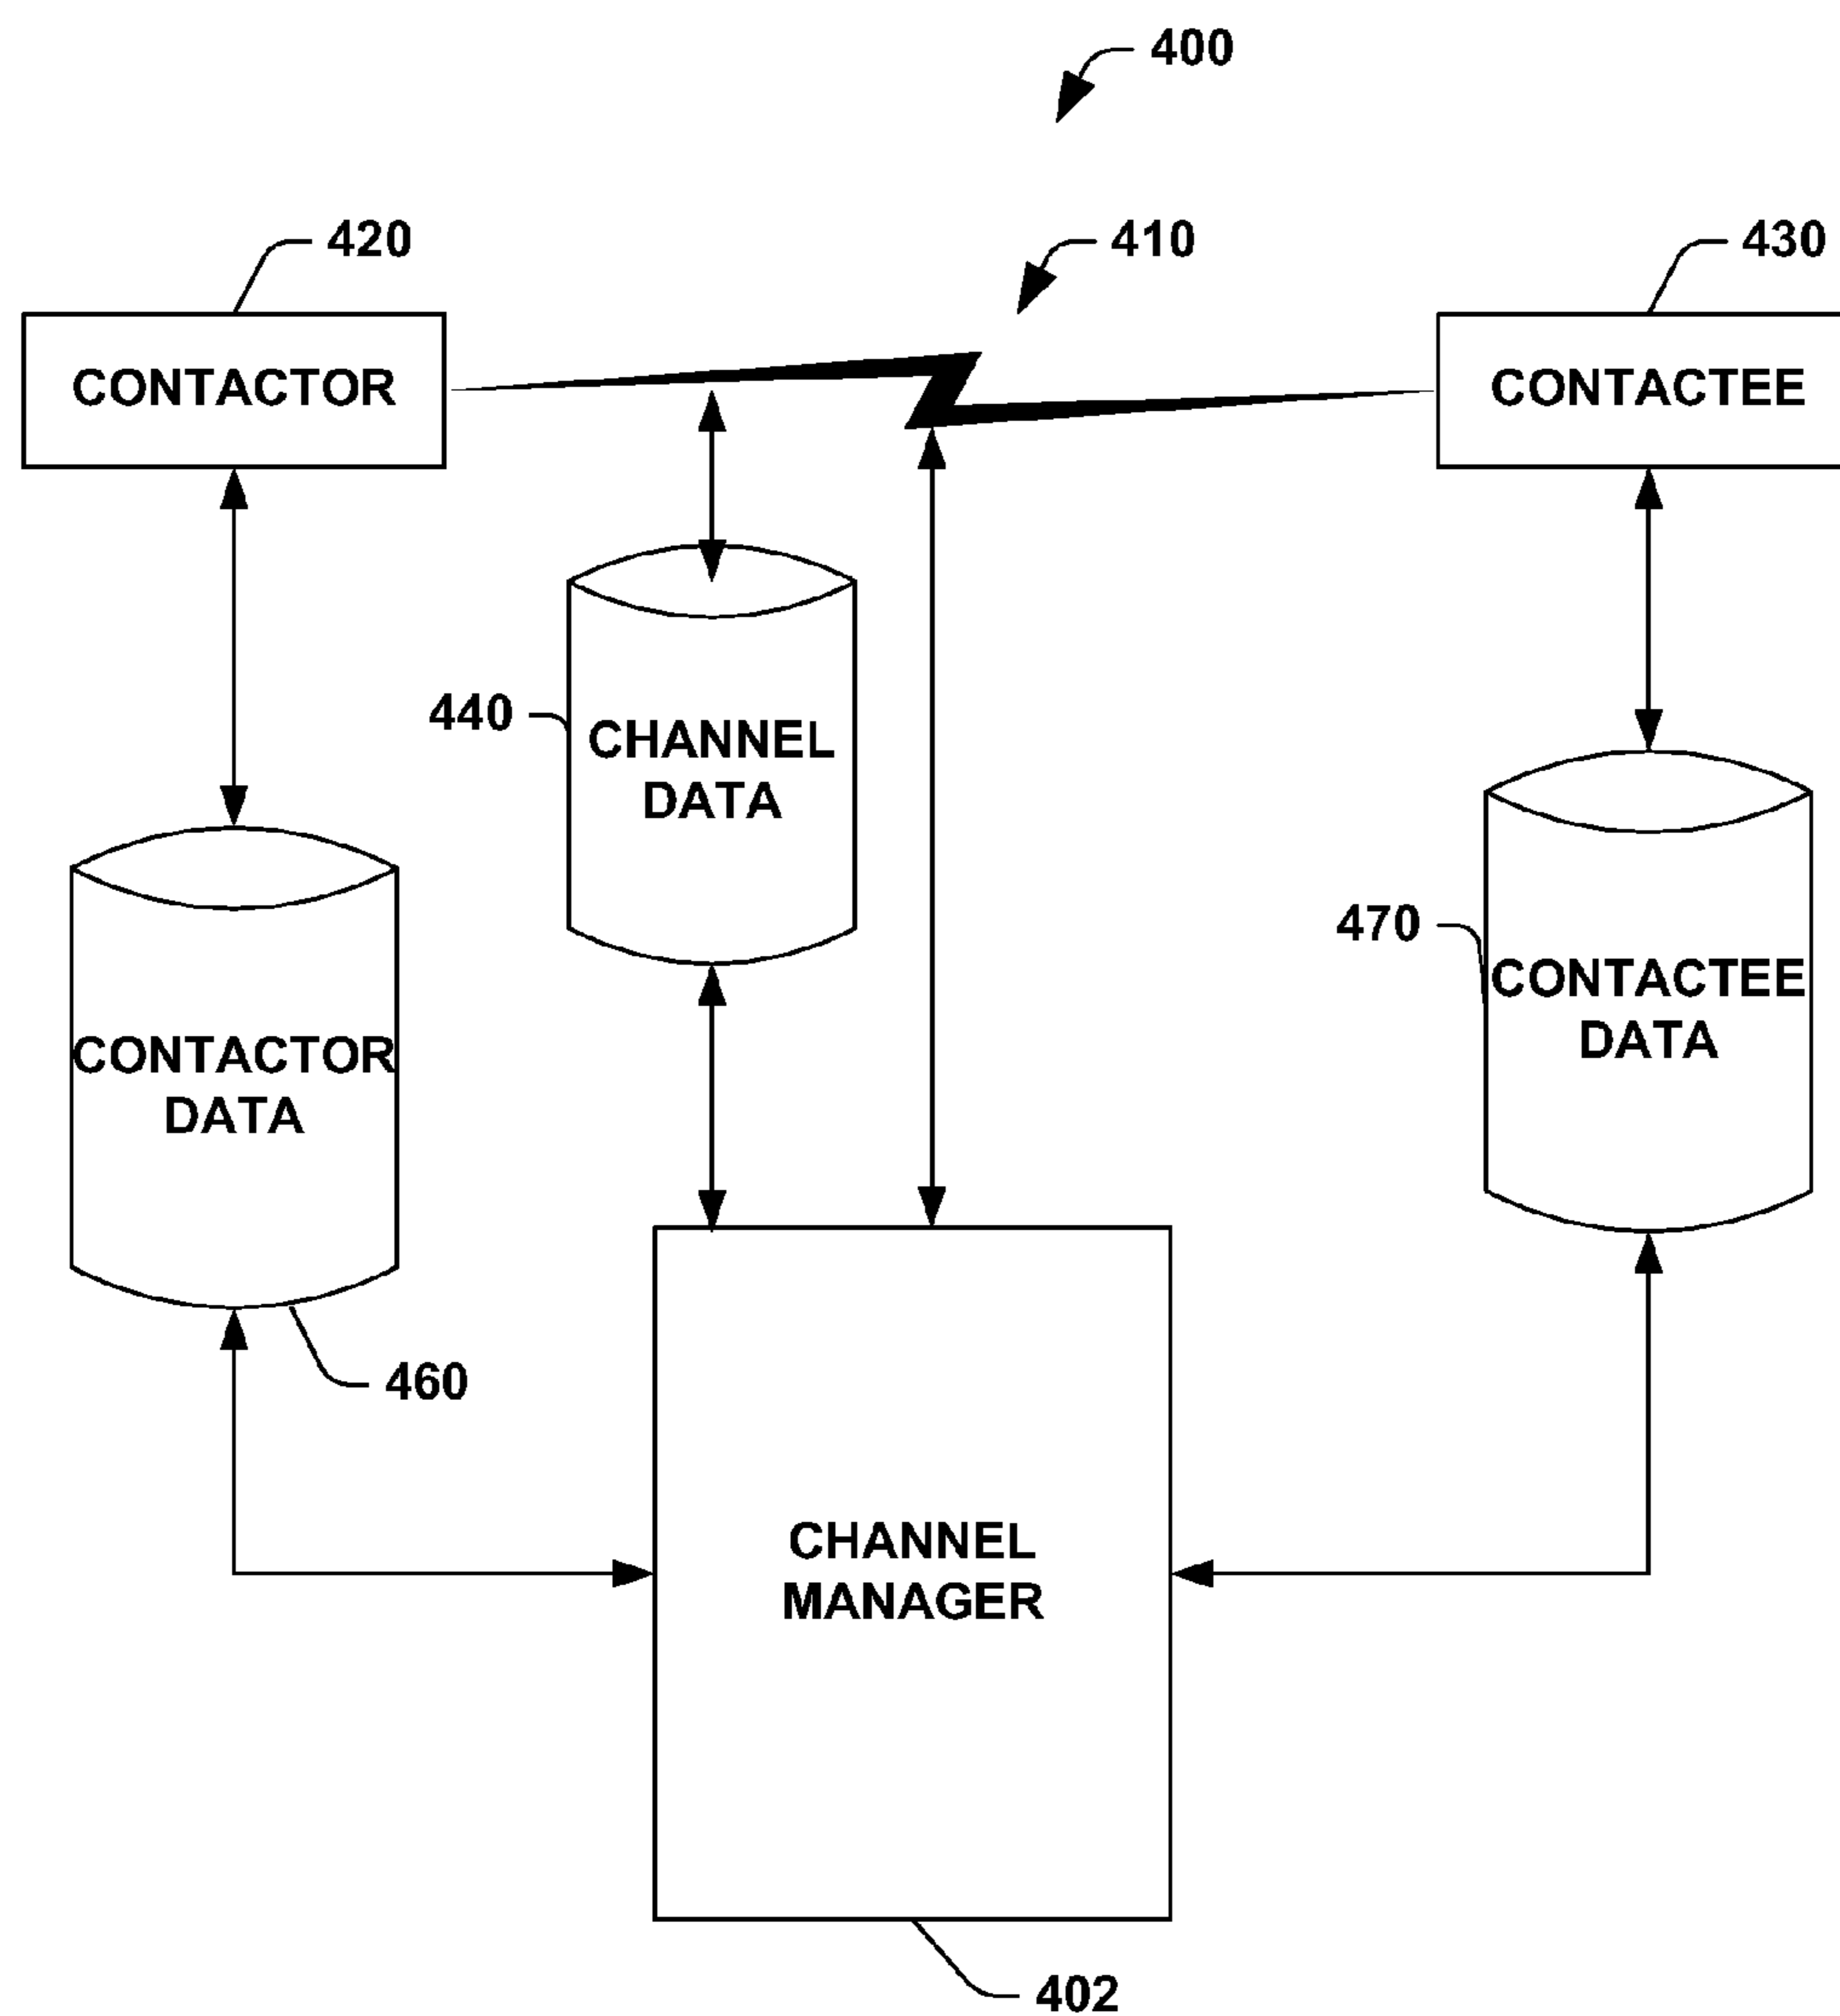 400
420
410
430
CONTACTOR
CONTACTEE
440
CHANNEL
DATA
470
CONTACTEE
DATA
CONTACTOR
DATA
460
CHANNEL
MANAGER
402